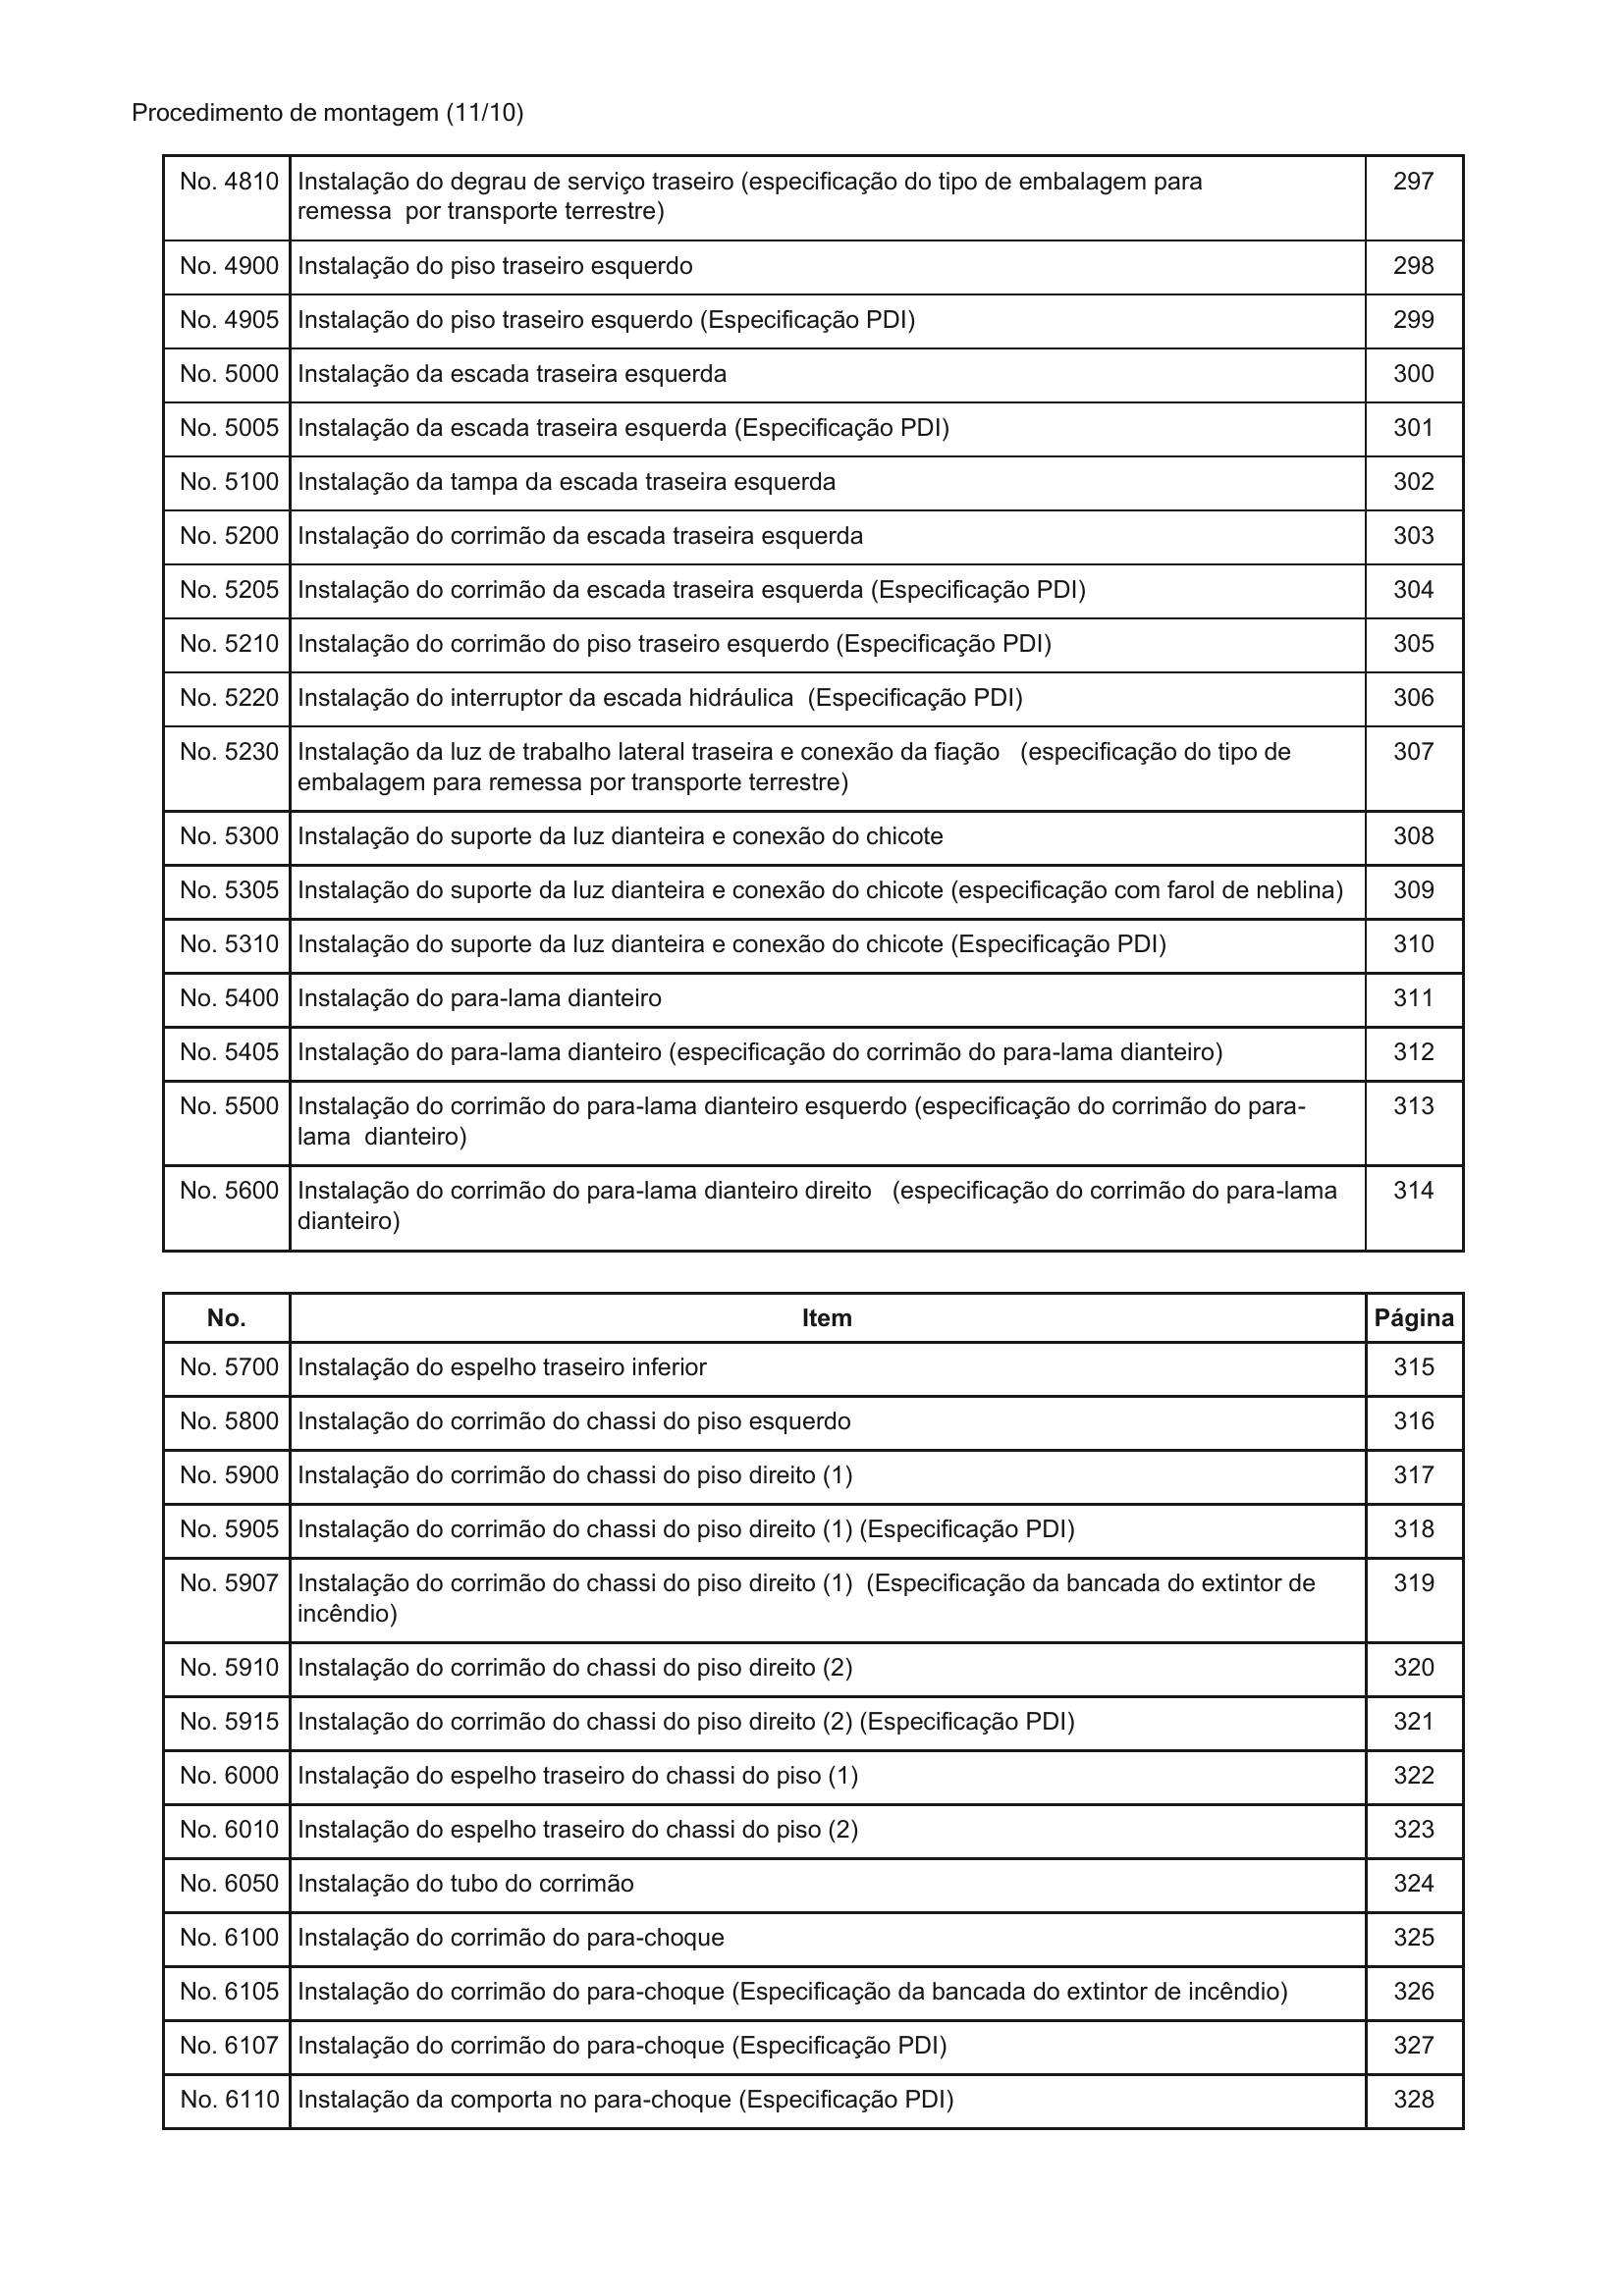 Procedimento de montagem (11/10)
No. 4810 Instalação do degrau de serviço traseiro (especificação do tipo de embalagem para 297
remessa  por transporte terrestre)
No. 4900 Instalação do piso traseiro esquerdo 298
No. 4905 Instalação do piso traseiro esquerdo (Especificação PDI) 299
No. 5000 Instalação da escada traseira esquerda 300
No. 5005 Instalação da escada traseira esquerda (Especificação PDI) 301
No. 5100 Instalação da tampa da escada traseira esquerda 302
No. 5200 Instalação do corrimão da escada traseira esquerda 303
No. 5205 Instalação do corrimão da escada traseira esquerda (Especificação PDI) 304
No. 5210 Instalação do corrimão do piso traseiro esquerdo (Especificação PDI) 305
No. 5220 Instalação do interruptor da escada hidráulica  (Especificação PDI) 306
No. 5230 Instalação da luz de trabalho lateral traseira e conexão da fiação   (especificação do tipo de 307
embalagem para remessa por transporte terrestre)
No. 5300 Instalação do suporte da luz dianteira e conexão do chicote 308
No. 5305 Instalação do suporte da luz dianteira e conexão do chicote (especificação com farol de neblina) 309
No. 5310 Instalação do suporte da luz dianteira e conexão do chicote (Especificação PDI) 310
No. 5400 Instalação do para-lama dianteiro 311
No. 5405 Instalação do para-lama dianteiro (especificação do corrimão do para-lama dianteiro) 312
No. 5500 Instalação do corrimão do para-lama dianteiro esquerdo (especificação do corrimão do para- 313
lama  dianteiro)
No. 5600 Instalação do corrimão do para-lama dianteiro direito   (especificação do corrimão do para-lama 314
dianteiro)
No. Item Página
No. 5700 Instalação do espelho traseiro inferior 315
No. 5800 Instalação do corrimão do chassi do piso esquerdo 316
No. 5900 Instalação do corrimão do chassi do piso direito (1) 317
No. 5905 Instalação do corrimão do chassi do piso direito (1) (Especificação PDI) 318
No. 5907 Instalação do corrimão do chassi do piso direito (1)  (Especificação da bancada do extintor de 319
incêndio)
No. 5910 Instalação do corrimão do chassi do piso direito (2) 320
No. 5915 Instalação do corrimão do chassi do piso direito (2) (Especificação PDI) 321
No. 6000 Instalação do espelho traseiro do chassi do piso (1) 322
No. 6010 Instalação do espelho traseiro do chassi do piso (2) 323
No. 6050 Instalação do tubo do corrimão 324
No. 6100 Instalação do corrimão do para-choque 325
No. 6105 Instalação do corrimão do para-choque (Especificação da bancada do extintor de incêndio) 326
No. 6107 Instalação do corrimão do para-choque (Especificação PDI) 327
No. 6110 Instalação da comporta no para-choque (Especificação PDI) 328